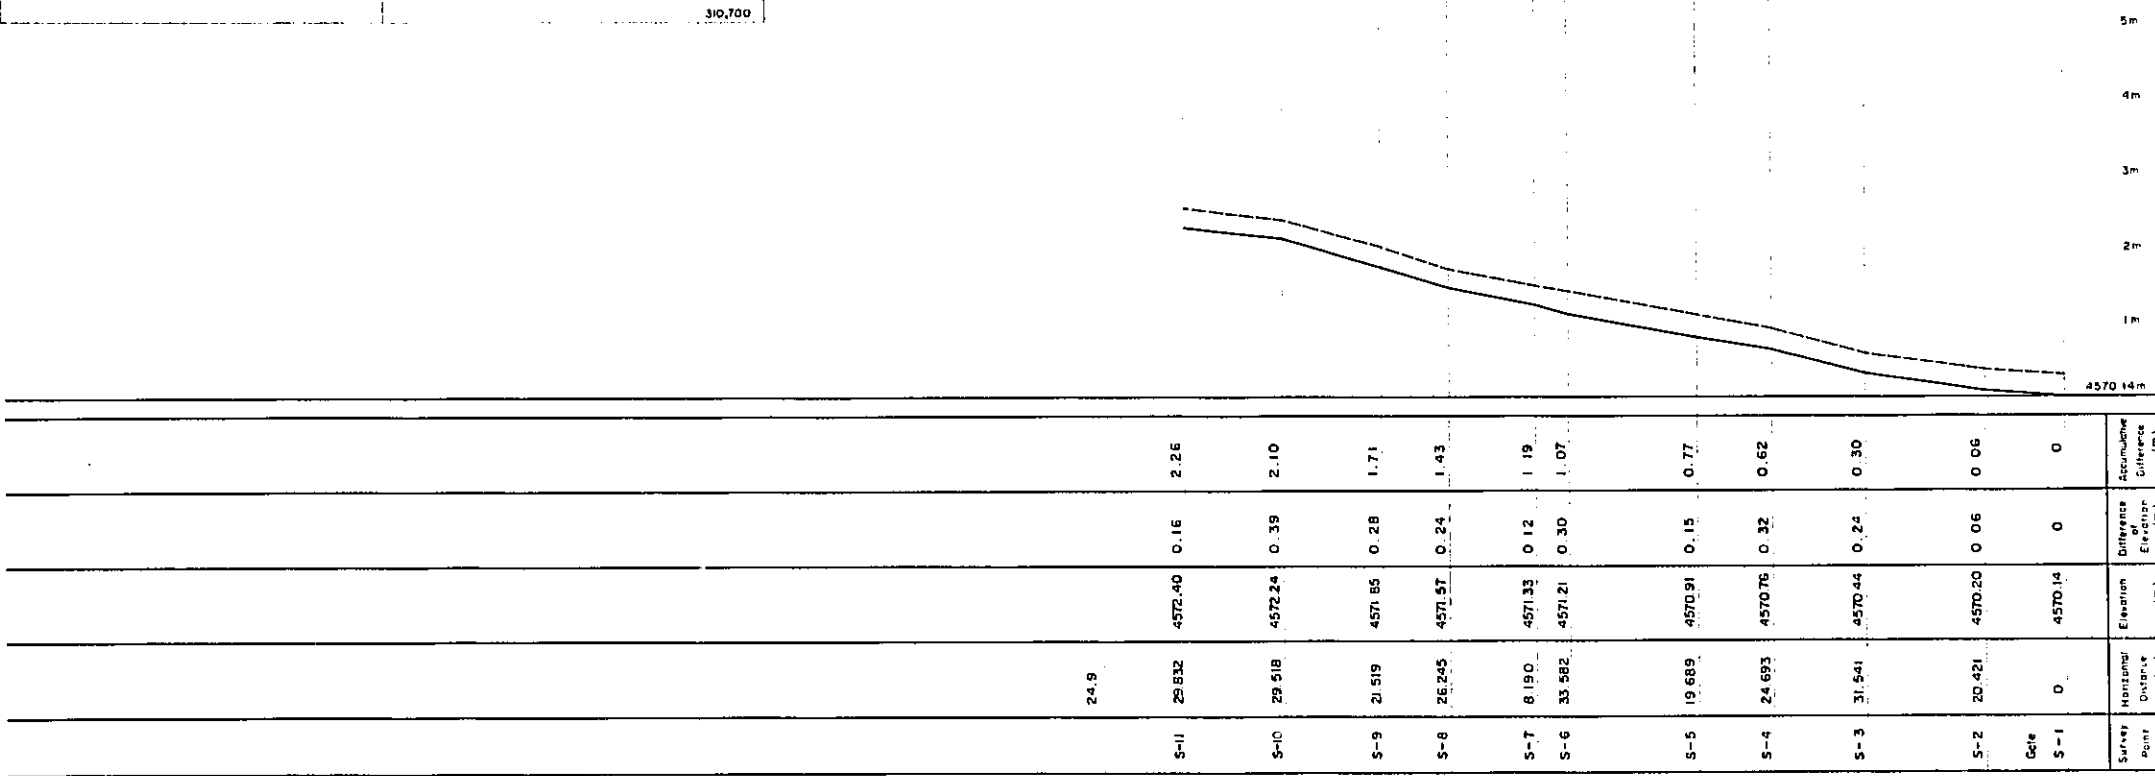 310,700
5m
4m
3m
2m
1m
4570.14m
2.26 2.10 1.71 1.43 1.19 1.07 0.77 0.62 0.30 0.06 0 Accumulative Difference
0.16 0.39 0.28 0.24 0.12 0.30 0.15 0.32 0.24 0.06 0 Difference of Elevation
4572.40 4572.24 4571.85 4571.57 4571.33 4571.21 4570.91 4570.76 4570.44 4570.20 4570.14 Elevation
24.9 29.832 29.518 21.519 26.245 8.190 33.582 19.689 24.693 31.541 20.421 0 Horizontal Distance
S-11 S-10 S-9 S-8 S-7 S-6 S-5 S-4 S-3 S-2 Gate S-1 Survey Point